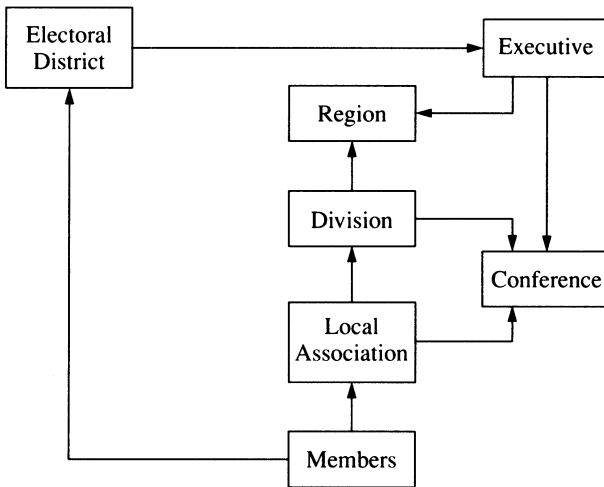 Electoral
District
Executive
Region
Division
Conference
Local
Association
Members